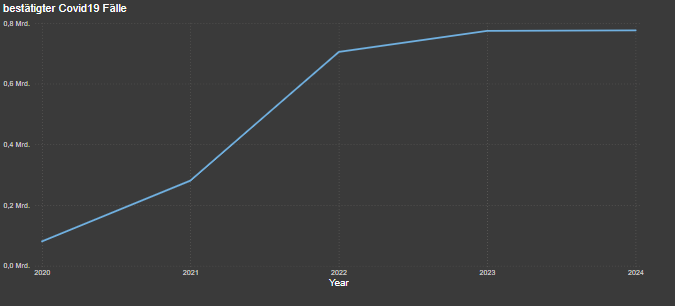 bestätigter Covid19 Fälle
0,8 Mrd.
0,6 Mrd.
0,4 Mrd.
0,2 Mrd.
0,0 Mrd.
2020 2021 2022 2023 2024
Year